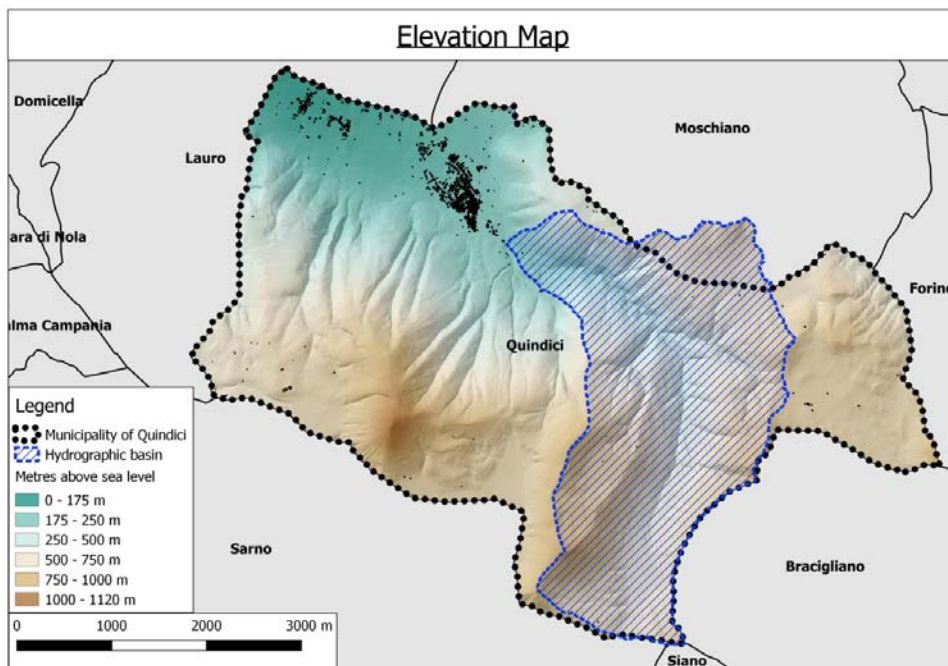 Elevation Map
Domicella
Moschiano
Lauro
ara di Nola
Forino
alma Campania
Quindici
Legend
Municipality of Quindici
Hydrographic basin
Metres above sea level
0 - 175 m
175 - 250 m
250 - 500 m
500 - 750 m
750 - 1000 m
1000 - 1120 m
Sarno
Bracigliano
0 1000 2000 3000 m
Siano